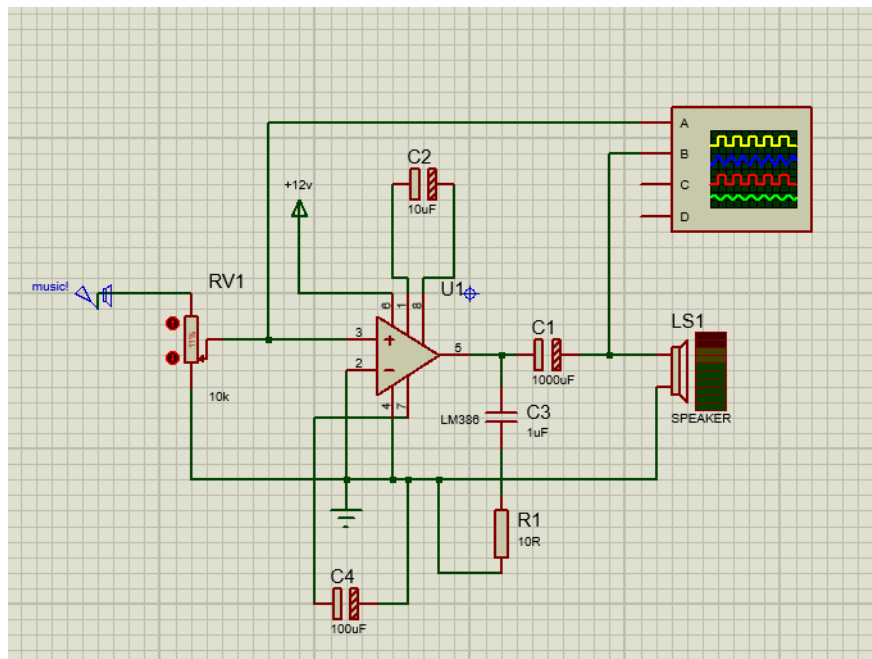 A
B
C
D
C2
10uF
+12v
music!
RV1
11%
10k
U1
6
1
8
3
2
5
4
7
LM386
C1
1000uF
C3
1uF
LS1
SPEAKER
R1
10R
C4
100uF